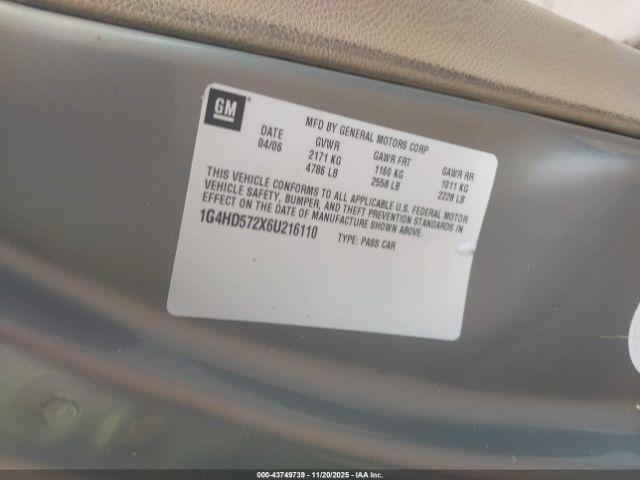 GM
MFD BY GENERAL MOTORS CORP
DATE GVWR GAWR FRT GAWR RR
04/06 2171 KG 1160 KG 1011 KG
4786 LB 2558 LB 2228 LB
THIS VEHICLE CONFORMS TO ALL APPLICABLE U.S. FEDERAL MOTOR
VEHICLE SAFETY, BUMPER, AND THEFT PREVENTION STANDARDS IN
EFFECT ON THE DATE OF MANUFACTURE SHOWN ABOVE.
1G4HD572X6U216110 TYPE: PASS CAR
000-43749739 - 11/20/2025 - IAA Inc.